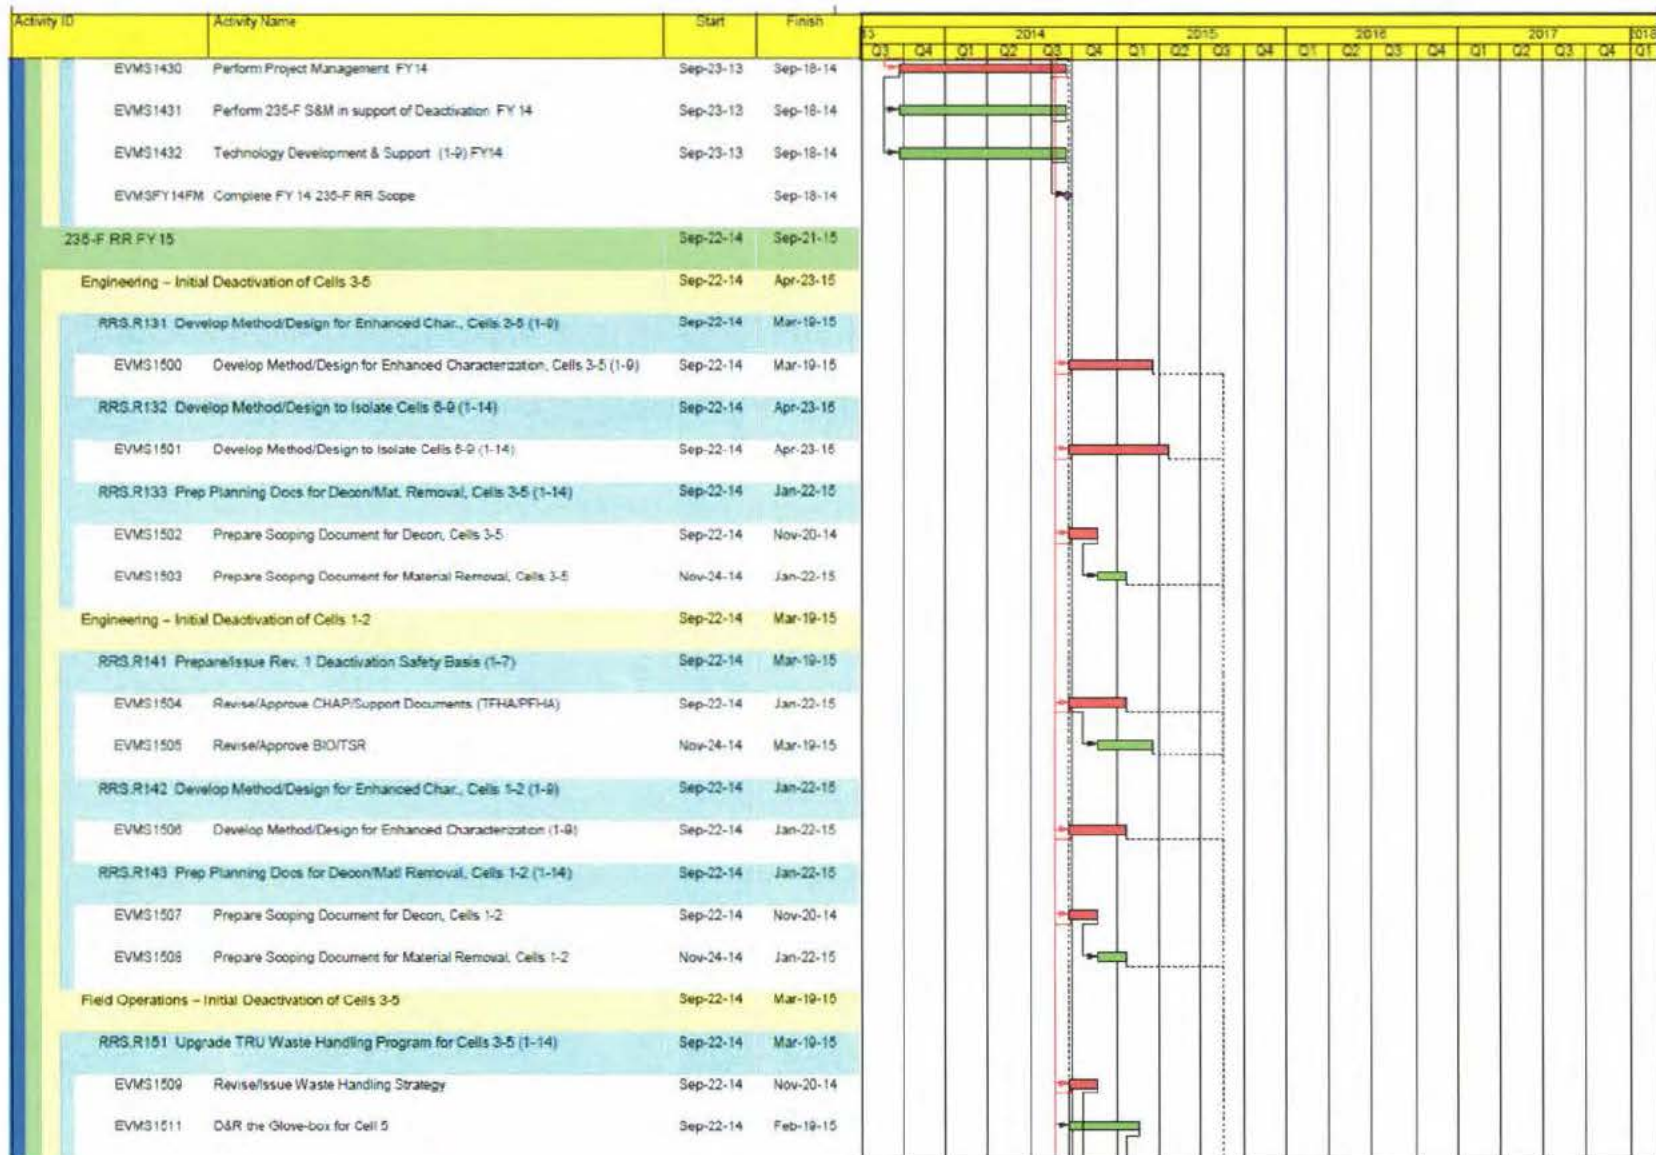 Activity ID Activity Name Start Finish
13 2014 2015 2016 2017 2018
Q3 Q4 Q1 Q2 Q3 Q4 Q1 Q2 Q3 Q4 Q1 Q2 Q3 Q4 Q1 Q2 Q3 Q4 Q1
EVMS1430 Perform Project Management FY14 Sep-23-13 Sep-18-14
EVMS1431 Perform 235-F S&M in support of Deactivation FY 14 Sep-23-13 Sep-18-14
EVMS1432 Technology Development & Support (1-9) FY14 Sep-23-13 Sep-18-14
EVMSFY14FM Complete FY 14 235-F RR Scope Sep-18-14
235-F RR FY15 Sep-22-14 Sep-21-15
Engineering – Initial Deactivation of Cells 3-5 Sep-22-14 Apr-23-15
RRS.R131 Develop Method/Design for Enhanced Char., Cells 3-5 (1-9) Sep-22-14 Mar-19-15
EVMS1500 Develop Method/Design for Enhanced Characterization, Cells 3-5 (1-9) Sep-22-14 Mar-19-15
RRS.R132 Develop Method/Design to Isolate Cells 6-9 (1-14) Sep-22-14 Apr-23-15
EVMS1501 Develop Method/Design to Isolate Cells 6-9 (1-14) Sep-22-14 Apr-23-15
RRS.R133 Prep Planning Docs for Decon/Mat. Removal, Cells 3-5 (1-14) Sep-22-14 Jan-22-15
EVMS1502 Prepare Scoping Document for Decon, Cells 3-5 Sep-22-14 Nov-20-14
EVMS1503 Prepare Scoping Document for Material Removal, Cells 3-5 Nov-24-14 Jan-22-15
Engineering – Initial Deactivation of Cells 1-2 Sep-22-14 Mar-19-15
RRS.R141 Prepare/Issue Rev. 1 Deactivation Safety Basis (1-7) Sep-22-14 Mar-19-15
EVMS1504 Revise/Approve CHAP/Support Documents (TFHA/PFHA) Sep-22-14 Jan-22-15
EVMS1505 Revise/Approve BIO/TSR Nov-24-14 Mar-19-15
RRS.R142 Develop Method/Design for Enhanced Char., Cells 1-2 (1-9) Sep-22-14 Jan-22-15
EVMS1506 Develop Method/Design for Enhanced Characterization (1-9) Sep-22-14 Jan-22-15
RRS.R143 Prep Planning Docs for Decon/Matl Removal, Cells 1-2 (1-14) Sep-22-14 Jan-22-15
EVMS1507 Prepare Scoping Document for Decon, Cells 1-2 Sep-22-14 Nov-20-14
EVMS1508 Prepare Scoping Document for Material Removal, Cells 1-2 Nov-24-14 Jan-22-15
Field Operations – Initial Deactivation of Cells 3-5 Sep-22-14 Mar-19-15
RRS.R151 Upgrade TRU Waste Handling Program for Cells 3-5 (1-14) Sep-22-14 Mar-19-15
EVMS1509 Revise/Issue Waste Handling Strategy Sep-22-14 Nov-20-14
EVMS1511 D&R the Glove-box for Cell 5 Sep-22-14 Feb-19-15